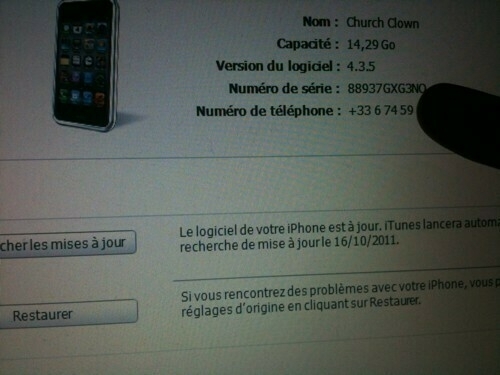 Nom : Church Clown
Capacité : 14,29 Go
Version du logiciel : 4.3.5
Numéro de série : 88937GXG3NQ
Numéro de téléphone : +33 6 74 59
Le logiciel de votre iPhone est à jour. iTunes lancera
cher les mises à jour
recherche de mise à jour le 16/10/2011.
Si vous rencontrez des problèmes avec votre iPhone, vous
Restaurer
réglages d'origine en cliquant sur Restaurer.